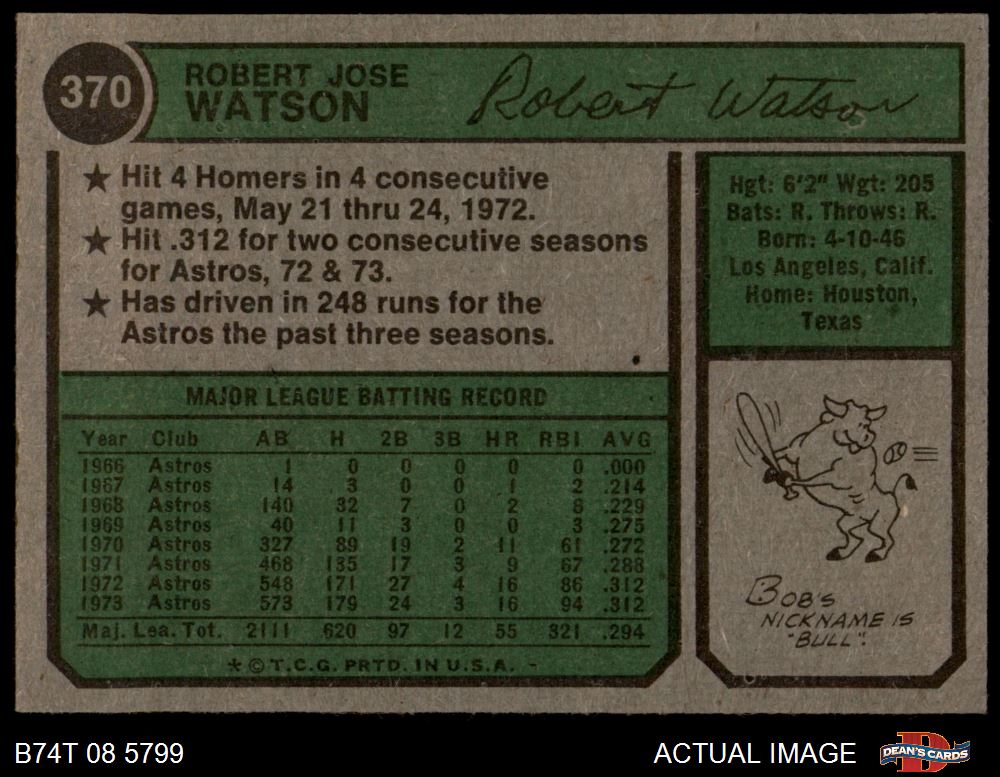 370
ROBERT JOSE
WATSON
Robert Watson
★ Hit 4 Homers in 4 consecutive
games, May 21 thru 24, 1972.
★ Hit .312 for two consecutive seasons
for Astros, 72 & 73.
★ Has driven in 248 runs for the
Astros the past three seasons.
Hgt: 6'2" Wgt: 205
Bats: R. Throws: R.
Born: 4-10-46
Los Angeles, Calif.
Home: Houston,
Texas
MAJOR LEAGUE BATTING RECORD
Year Club AB H 2B 3B HR RBI AVG
1966 Astros 1 0 0 0 0 0 .000
1967 Astros 14 3 0 0 1 2 .214
1968 Astros 140 32 7 0 2 8 .229
1969 Astros 40 11 3 0 0 3 .275
1970 Astros 327 89 19 2 11 61 .272
1971 Astros 468 135 17 3 9 67 .288
1972 Astros 548 171 27 4 16 86 .312
1973 Astros 573 179 24 3 16 94 .312
Maj. Lea. Tot. 2111 620 97 12 55 321 .294
* © T.C.G. PRTD. IN U.S.A.
BOB'S
NICKNAME IS
"BULL".
B74T 08 5799
ACTUAL IMAGE
D
DEAN'S CARDS